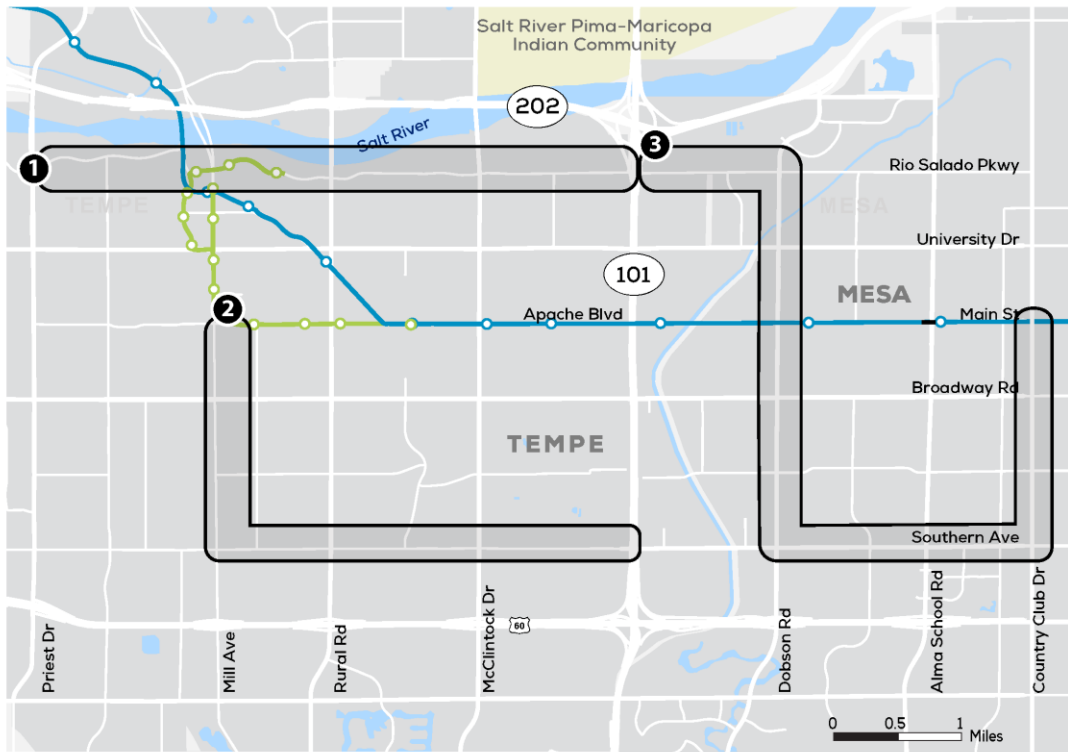 Salt River Pima-Maricopa
Indian Community
202
Salt River
3
1
Rio Salado Pkwy
TEMPE
MESA
University Dr
101
MESA
2
Apache Blvd
Main St
Broadway Rd
TEMPE
Southern Ave
60
Priest Dr
Mill Ave
Rural Rd
McClintock Dr
Dobson Rd
Alma School Rd
Country Club Dr
0 0.5 1
Miles